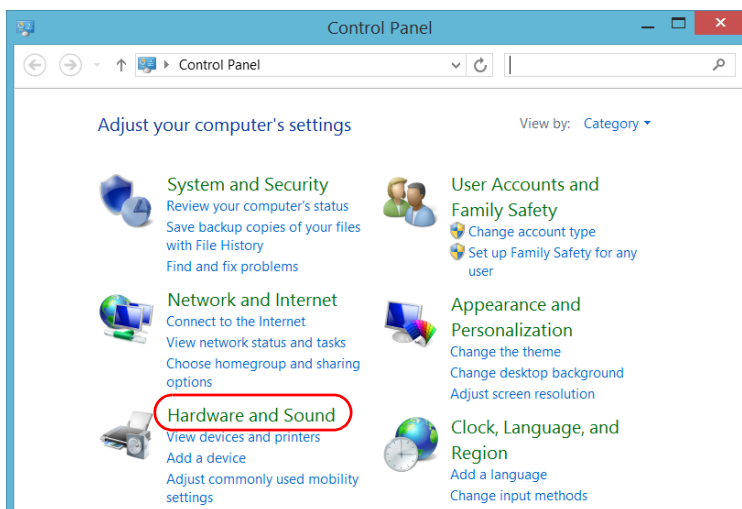 Control Panel
Control Panel
Adjust your computer's settings
View by: Category
System and Security
Review your computer's status
Save backup copies of your files
with File History
Find and fix problems
Network and Internet
Connect to the Internet
View network status and tasks
Choose homegroup and sharing
options
Hardware and Sound
View devices and printers
Add a device
Adjust commonly used mobility
settings
User Accounts and
Family Safety
Change account type
Set up Family Safety for any
user
Appearance and
Personalization
Change the theme
Change desktop background
Adjust screen resolution
Clock, Language, and
Region
Add a language
Change input methods